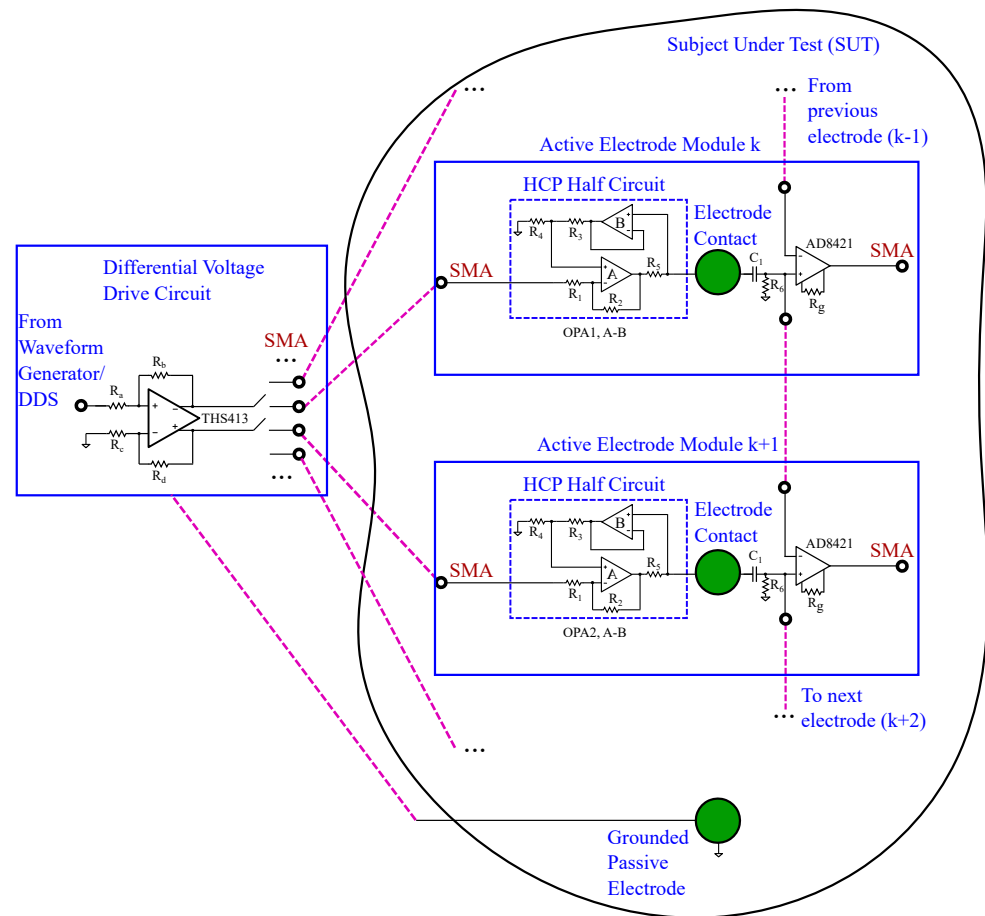 Subject Under Test (SUT)
...
...
From
previous
electrode (k-1)
Active Electrode Module k
HCP Half Circuit
Electrode
Contact
R4
R3
B
+
-
R5
A
+
-
R1
R2
OPA1, A-B
SMA
C1
R6
AD8421
-
+
Rg
SMA
Differential Voltage
Drive Circuit
From
Waveform
Generator/
DDS
SMA
...
Ra
Rb
+
-
-
+
THS413
Rc
Rd
...
Active Electrode Module k+1
HCP Half Circuit
Electrode
Contact
R4
R3
B
+
-
R5
A
+
-
R1
R2
OPA2, A-B
SMA
C1
R6
AD8421
-
+
Rg
SMA
To next
electrode (k+2)
...
...
Grounded
Passive
Electrode